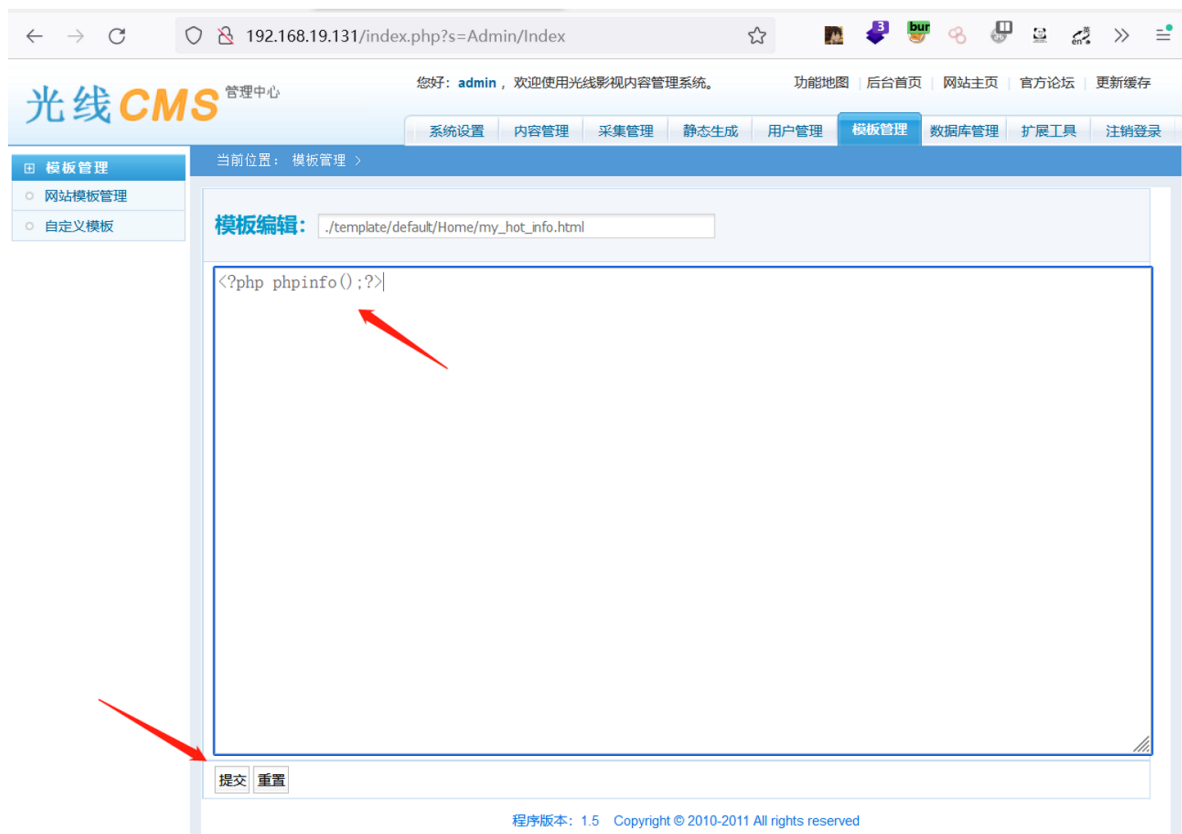 192.168.19.131/index.php?s=Admin/Index
3
bur
en
光线CMS 管理中心
您好：admin ，欢迎使用光线影视内容管理系统。 功能地图 后台首页 网站主页 官方论坛 更新缓存
系统设置 内容管理 采集管理 静态生成 用户管理 模板管理 数据库管理 扩展工具 注销登录
模板管理
当前位置： 模板管理 >
网站模板管理
自定义模板
模板编辑： ./template/default/Home/my_hot_info.html
<?php phpinfo();?>
提交 重置
程序版本：1.5 Copyright © 2010-2011 All rights reserved